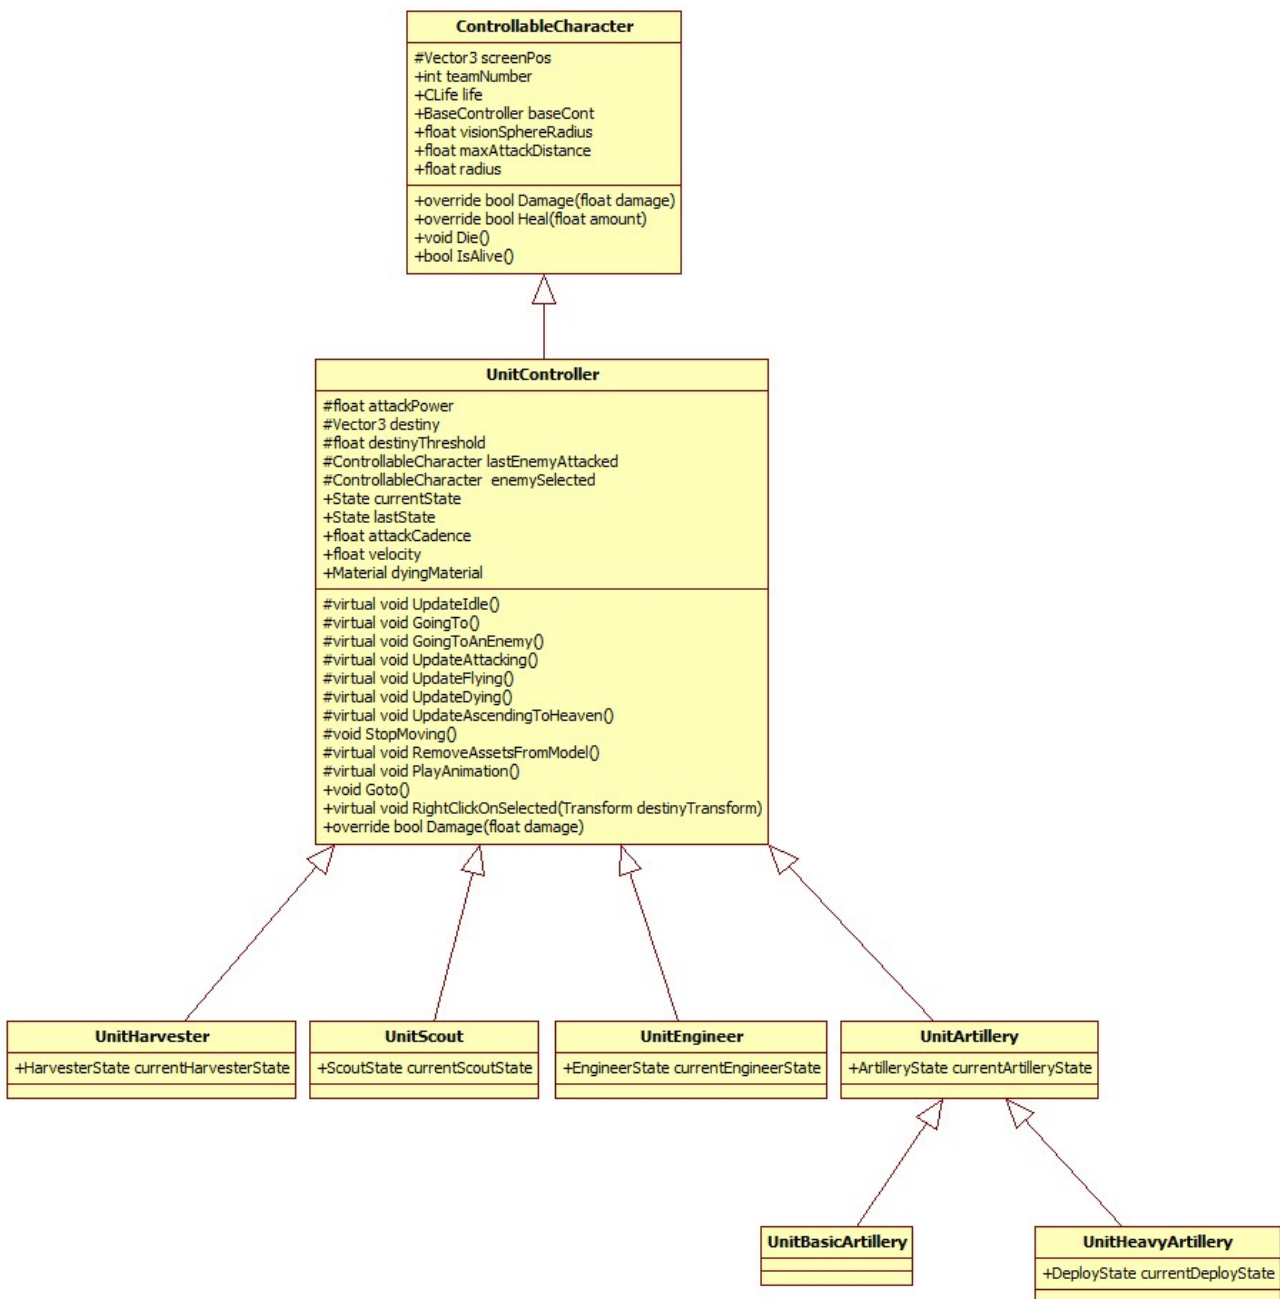 ControllableCharacter
#Vector3 screenPos
+int teamNumber
+CLife life
+BaseController baseCont
+float visionSphereRadius
+float maxAttackDistance
+float radius
+override bool Damage(float damage)
+override bool Heal(float amount)
+void Die()
+bool IsAlive()
UnitController
#float attackPower
#Vector3 destiny
#float destinyThreshold
#ControllableCharacter lastEnemyAttacked
#ControllableCharacter  enemySelected
+State currentState
+State lastState
+float attackCadence
+float velocity
+Material dyingMaterial
#virtual void UpdateIdle()
#virtual void GoingTo()
#virtual void GoingToAnEnemy()
#virtual void UpdateAttacking()
#virtual void UpdateFlying()
#virtual void UpdateDying()
#virtual void UpdateAscendingToHeaven()
#void StopMoving()
#virtual void RemoveAssetsFromModel()
#virtual void PlayAnimation()
+void Goto()
+virtual void RightClickOnSelected(Transform destinyTransform)
+override bool Damage(float damage)
UnitHarvester
+HarvesterState currentHarvesterState
UnitScout
+ScoutState currentScoutState
UnitEngineer
+EngineerState currentEngineerState
UnitArtillery
+ArtilleryState currentArtilleryState
UnitBasicArtillery
UnitHeavyArtillery
+DeployState currentDeployState